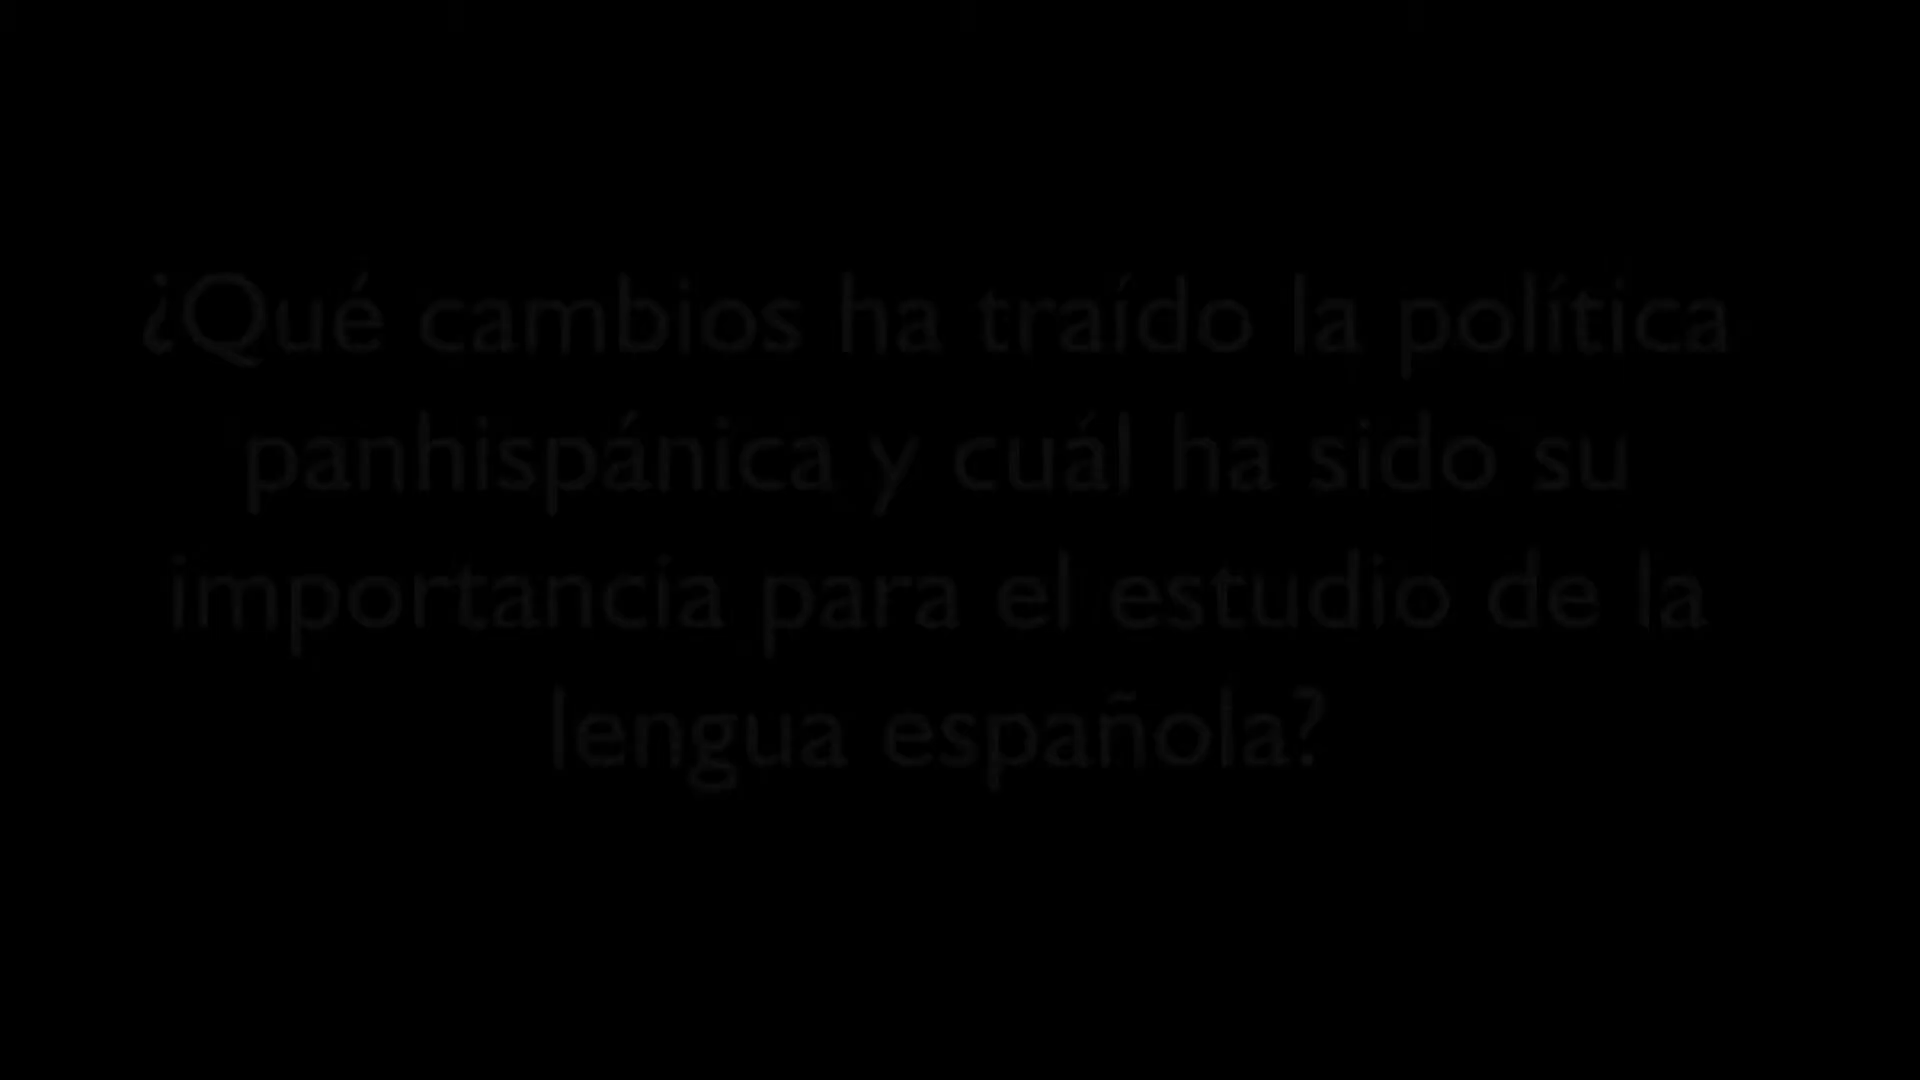 ¿Qué cambios ha traído la política
panhispánica y cuál ha sido su
importancia para el estudio de la
lengua española?